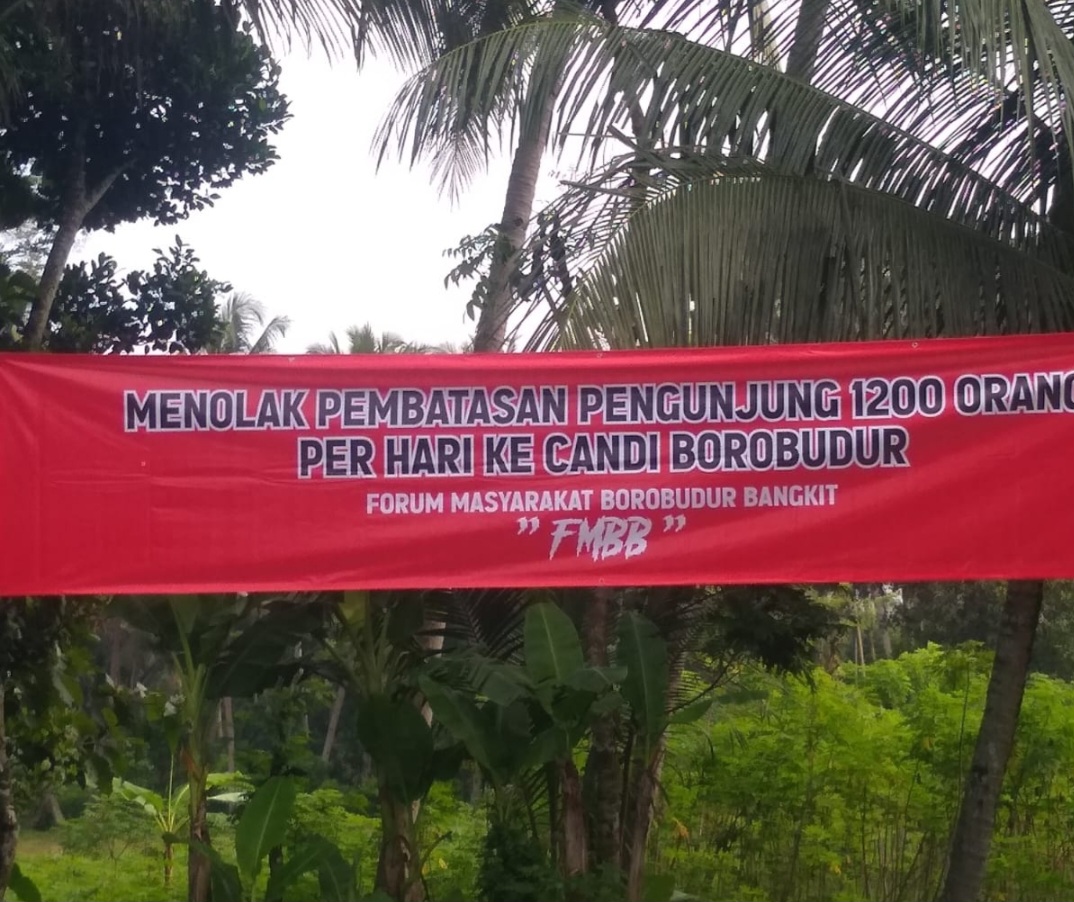 MENOLAK PEMBATASAN PENGUNJUNG 1200 ORANG
PER HARI KE CANDI BOROBUDUR
FORUM MASYARAKAT BOROBUDUR BANGKIT
" FMBB "